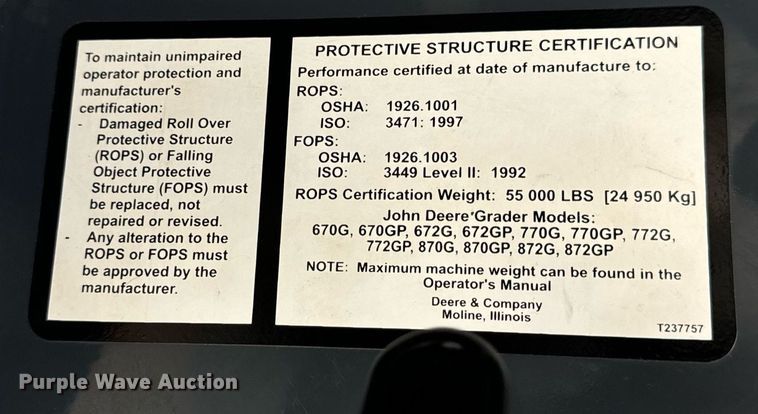 To maintain unimpaired
operator protection and
manufacturer's
certification:
- Damaged Roll Over
Protective Structure
(ROPS) or Falling
Object Protective
Structure (FOPS) must
be replaced, not
repaired or revised.
- Any alteration to the
ROPS or FOPS must
be approved by the
manufacturer.
PROTECTIVE STRUCTURE CERTIFICATION
Performance certified at date of manufacture to:
ROPS:
OSHA: 1926.1001
ISO: 3471: 1997
FOPS:
OSHA: 1926.1003
ISO: 3449 Level II: 1992
ROPS Certification Weight: 55 000 LBS [24 950 Kg]
John Deere Grader Models:
670G, 670GP, 672G, 672GP, 770G, 770GP, 772G,
772GP, 870G, 870GP, 872G, 872GP
NOTE: Maximum machine weight can be found in the
Operator's Manual
Deere & Company
Moline, Illinois
T237757
Purple Wave Auction